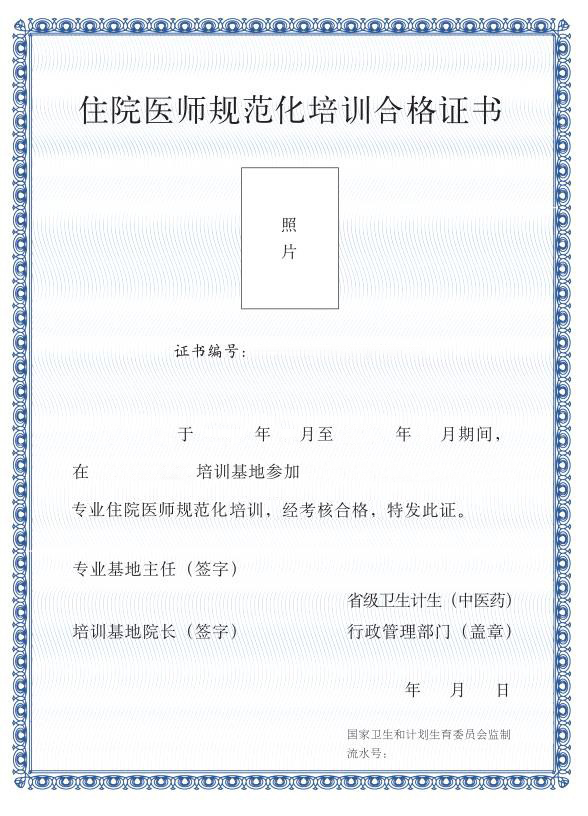 住院医师规范化培训合格证书
照
片
证书编号：
于 年 月至 年 月期间，
在 培训基地参加
专业住院医师规范化培训，经考核合格，特发此证。
专业基地主任（签字）
省级卫生计生（中医药）
培训基地院长（签字） 行政管理部门（盖章）
年 月 日
国家卫生和计划生育委员会监制
流水号：